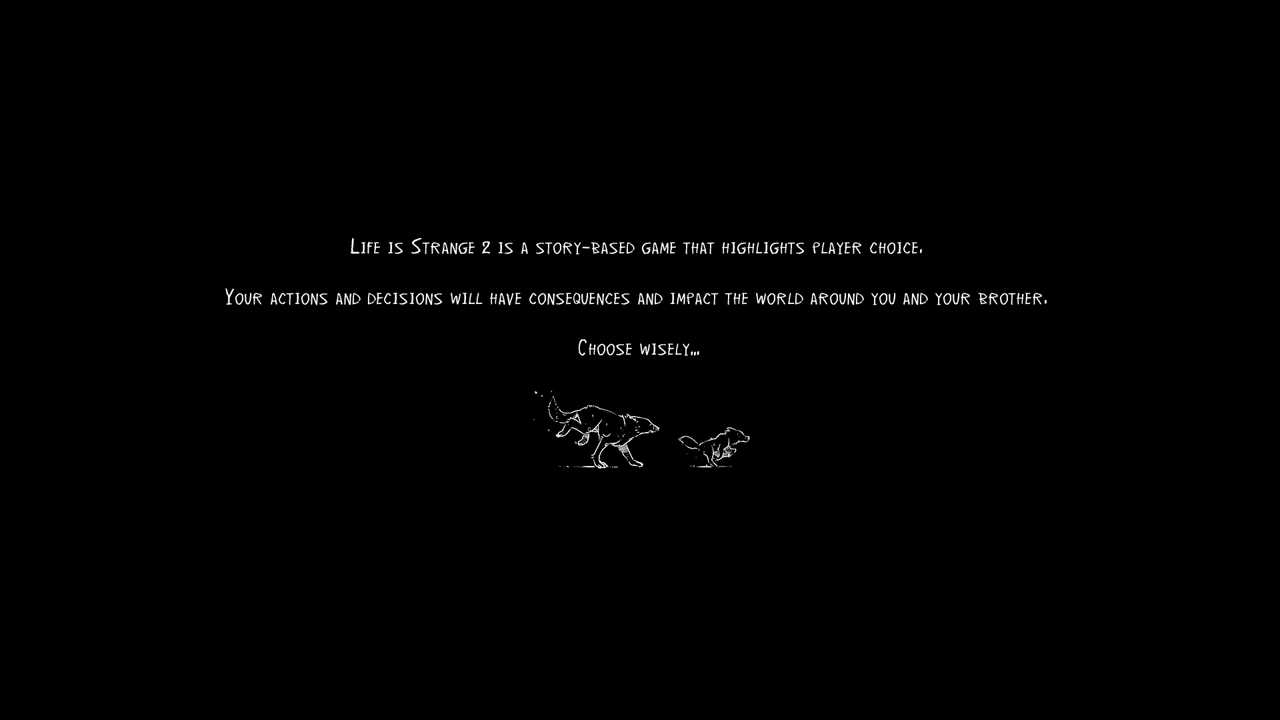 Life is Strange 2 is a story-based game that highlights player choice.
Your actions and decisions will have consequences and impact the world around you and your brother.
Choose wisely...